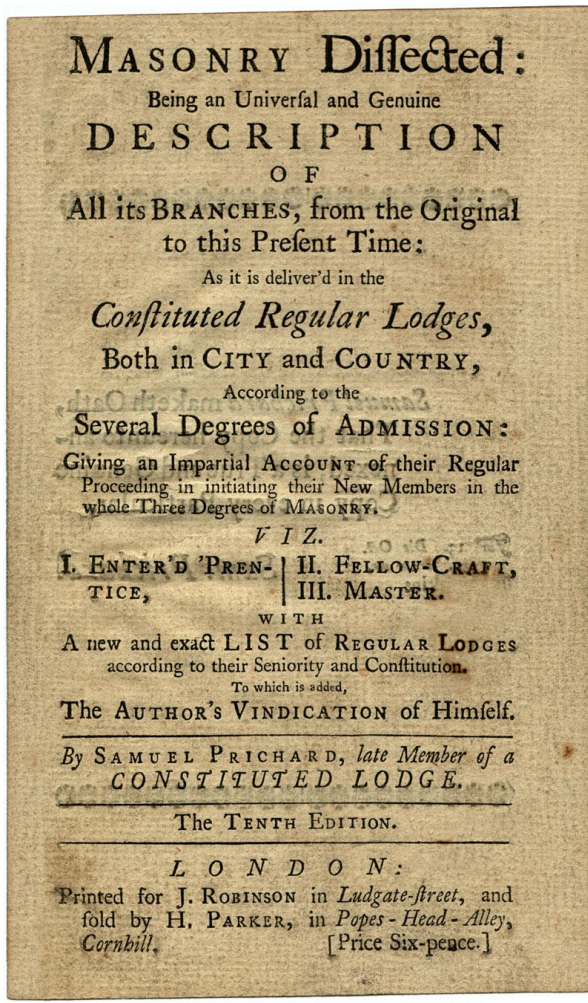 MASONRY Diſſected:
Being an Univerſal and Genuine
DESCRIPTION
OF
All its BRANCHES, from the Original
to this Preſent Time:
As it is deliver'd in the
Conſtituted Regular Lodges,
Both in CITY and COUNTRY,
According to the
Several Degrees of ADMISSION:
Giving an Impartial ACCOUNT of their Regular
Proceeding in initiating their New Members in the
whole Three Degrees of MASONRY.
VIZ.
I. ENTER'D 'PREN-
TICE,
II. FELLOW-CRAFT,
III. MASTER.
WITH
A new and exact LIST of REGULAR LODGES
according to their Seniority and Conſtitution.
To which is added,
The AUTHOR'S VINDICATION of Himſelf.
By SAMUEL PRICHARD, late Member of a
CONSTITUTED LODGE.
The TENTH EDITION.
LONDON:
Printed for J. ROBINSON in Ludgate-ſtreet, and
ſold by H. PARKER, in Popes-Head-Alley,
Cornhill. [Price Six-pence.]